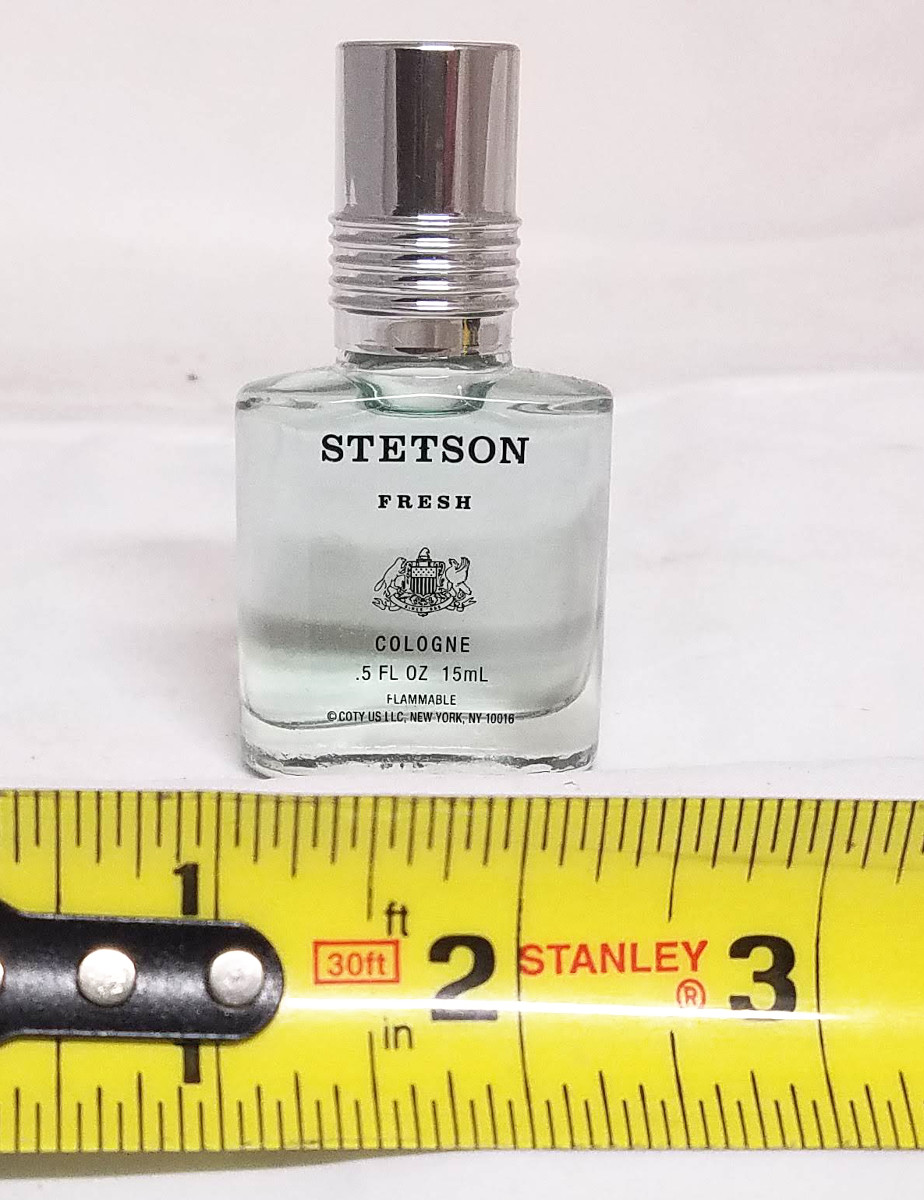 STETSON
FRESH
COLOGNE
.5 FL OZ 15mL
FLAMMABLE
© COTY US LLC, NEW YORK, NY 10016
1
ft
30ft
2
STANLEY
®
3
in
1